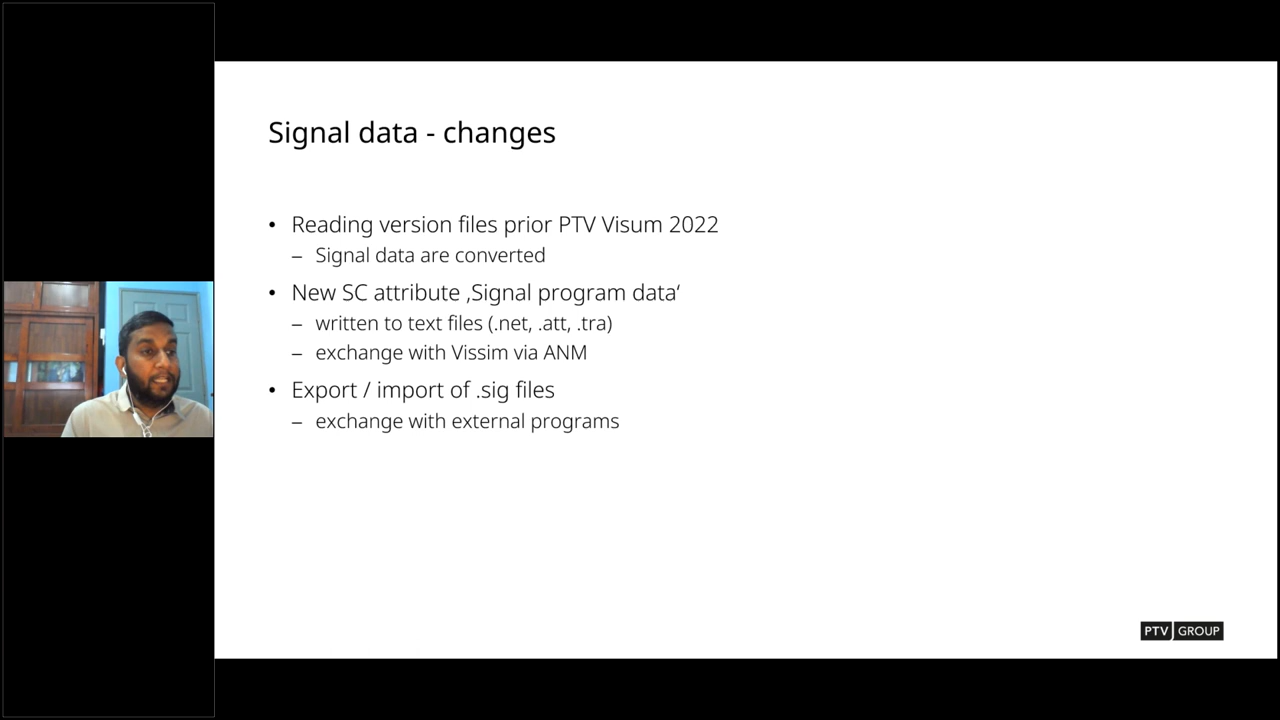 Signal data - changes
• Reading version files prior PTV Visum 2022
– Signal data are converted
• New SC attribute ‚Signal program data‘
– written to text files (.net, .att, .tra)
– exchange with Vissim via ANM
• Export / import of .sig files
– exchange with external programs
PTV GROUP